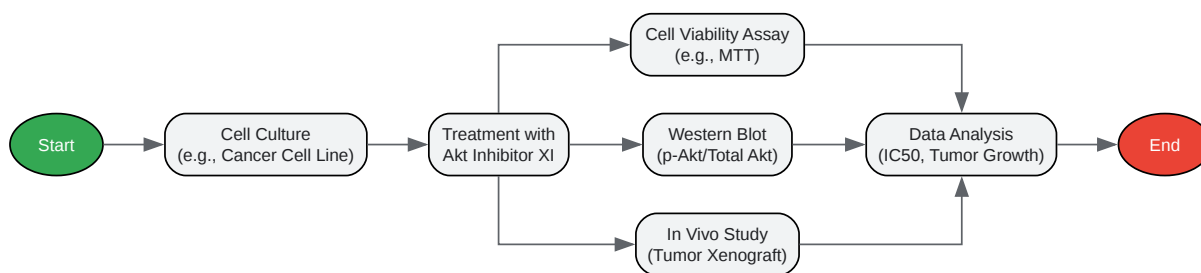 Start
Cell Culture
(e.g., Cancer Cell Line)
Treatment with
Akt Inhibitor XI
Cell Viability Assay
(e.g., MTT)
Western Blot
(p-Akt/Total Akt)
In Vivo Study
(Tumor Xenograft)
Data Analysis
(IC50, Tumor Growth)
End